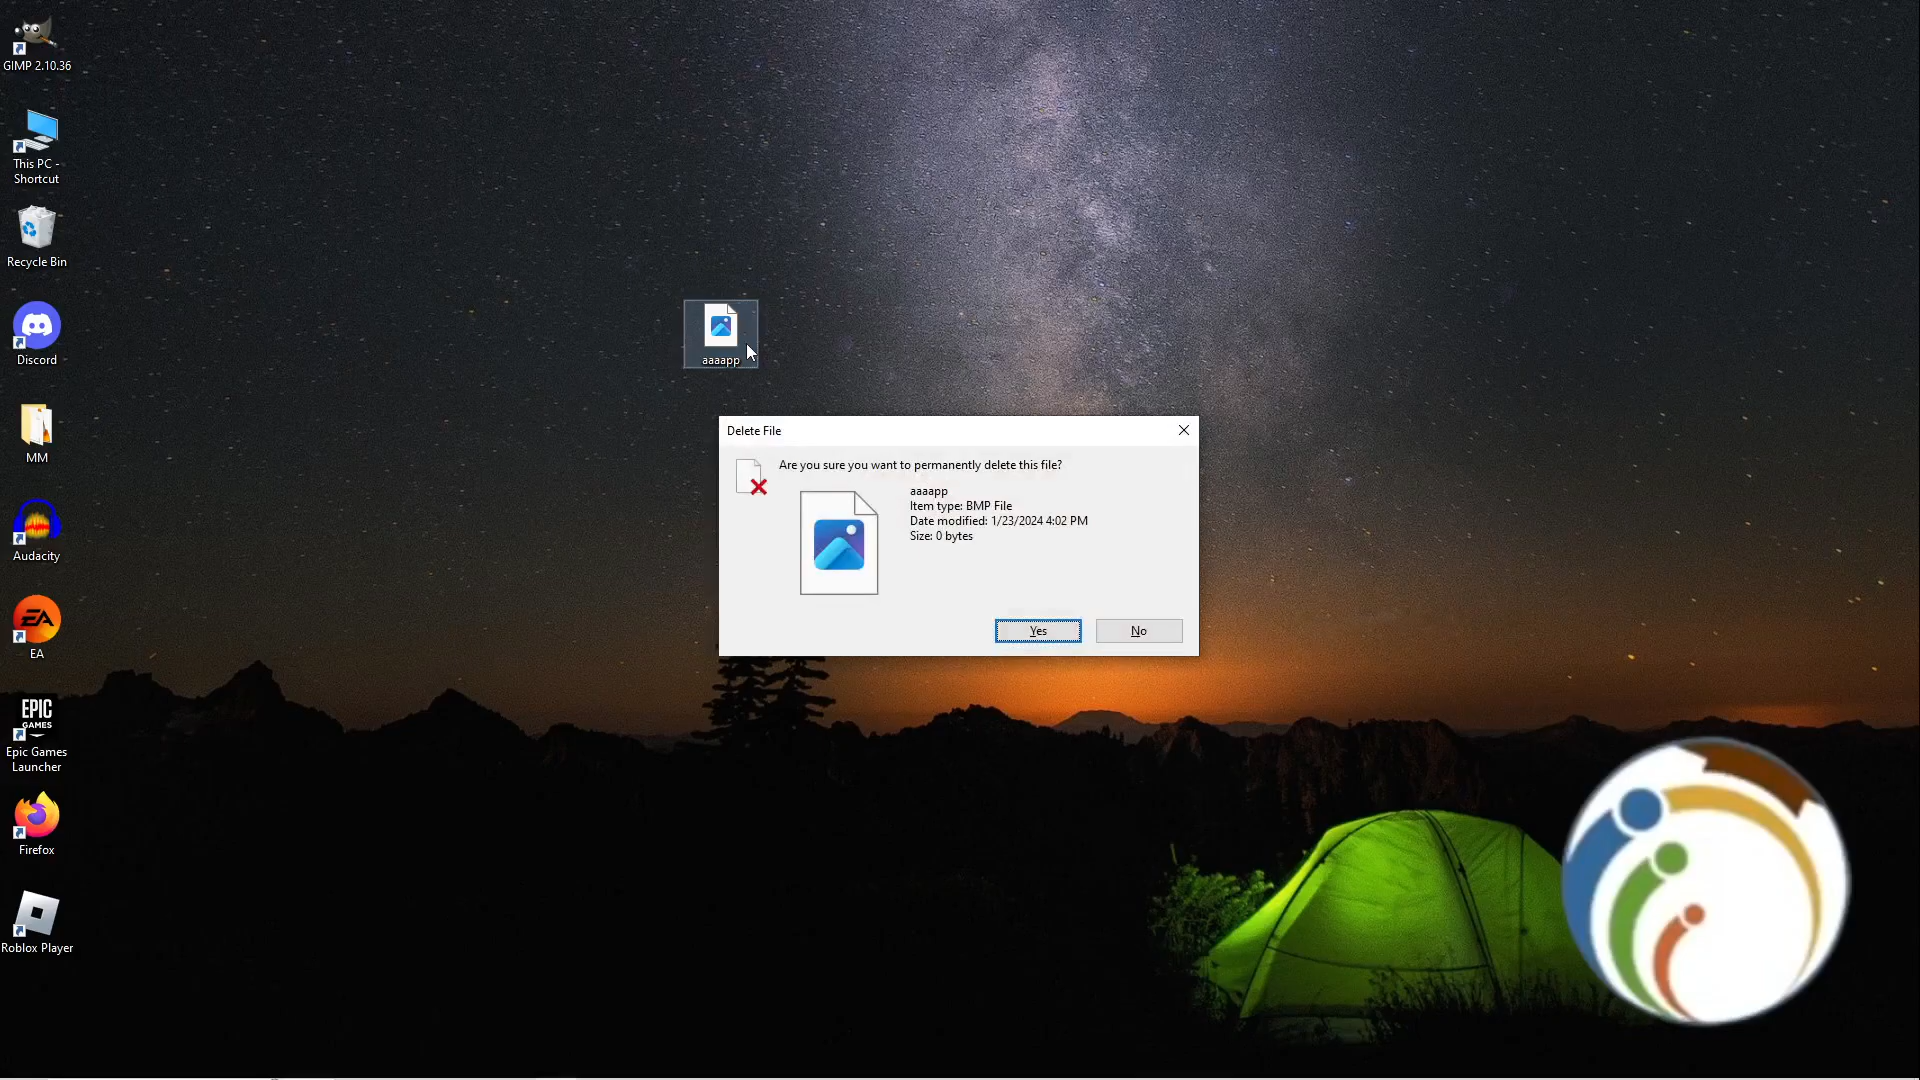 GIMP 2.10.36
This PC -
Shortcut
Recycle Bin
Discord
MM
Audacity
EA
EA
EPIC
GAMES
Epic Games
Launcher
Firefox
Roblox Player
aaaapp
Delete File
Are you sure you want to permanently delete this file?
aaaapp
Item type: BMP File
Date modified: 1/23/2024 4:02 PM
Size: 0 bytes
Yes
No